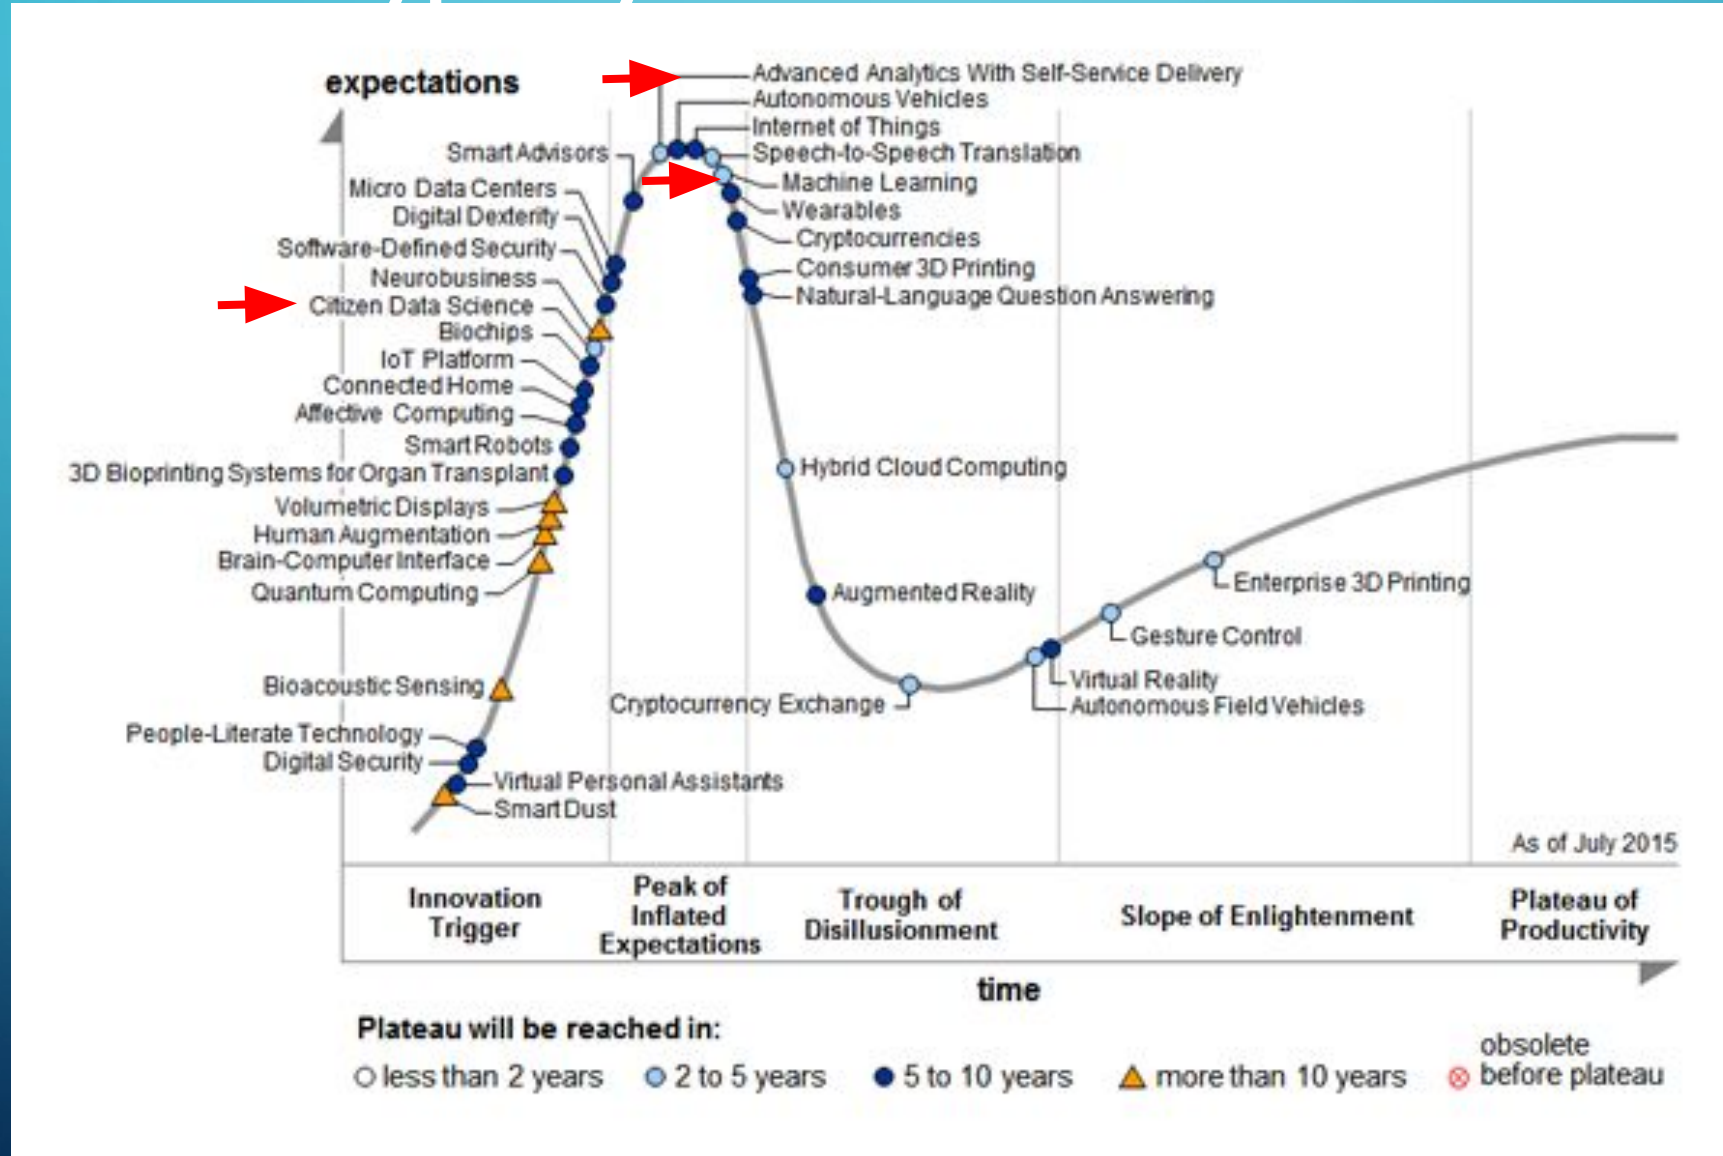 expectations
Advanced Analytics With Self-Service Delivery
Autonomous Vehicles
Internet of Things
Speech-to-Speech Translation
Machine Learning
Wearables
Cryptocurrencies
Consumer 3D Printing
Natural-Language Question Answering
Smart Advisors
Micro Data Centers
Digital Dexterity
Software-Defined Security
Neurobusiness
Citizen Data Science
Biochips
IoT Platform
Connected Home
Affective Computing
Smart Robots
3D Bioprinting Systems for Organ Transplant
Volumetric Displays
Human Augmentation
Brain-Computer Interface
Quantum Computing
Bioacoustic Sensing
People-Literate Technology
Digital Security
Virtual Personal Assistants
Smart Dust
Hybrid Cloud Computing
Augmented Reality
Cryptocurrency Exchange
Enterprise 3D Printing
Gesture Control
Virtual Reality
Autonomous Field Vehicles
As of July 2015
Innovation
Trigger
Peak of
Inflated
Expectations
Trough of
Disillusionment
Slope of Enlightenment
Plateau of
Productivity
time
Plateau will be reached in:
less than 2 years
2 to 5 years
5 to 10 years
more than 10 years
obsolete
before plateau